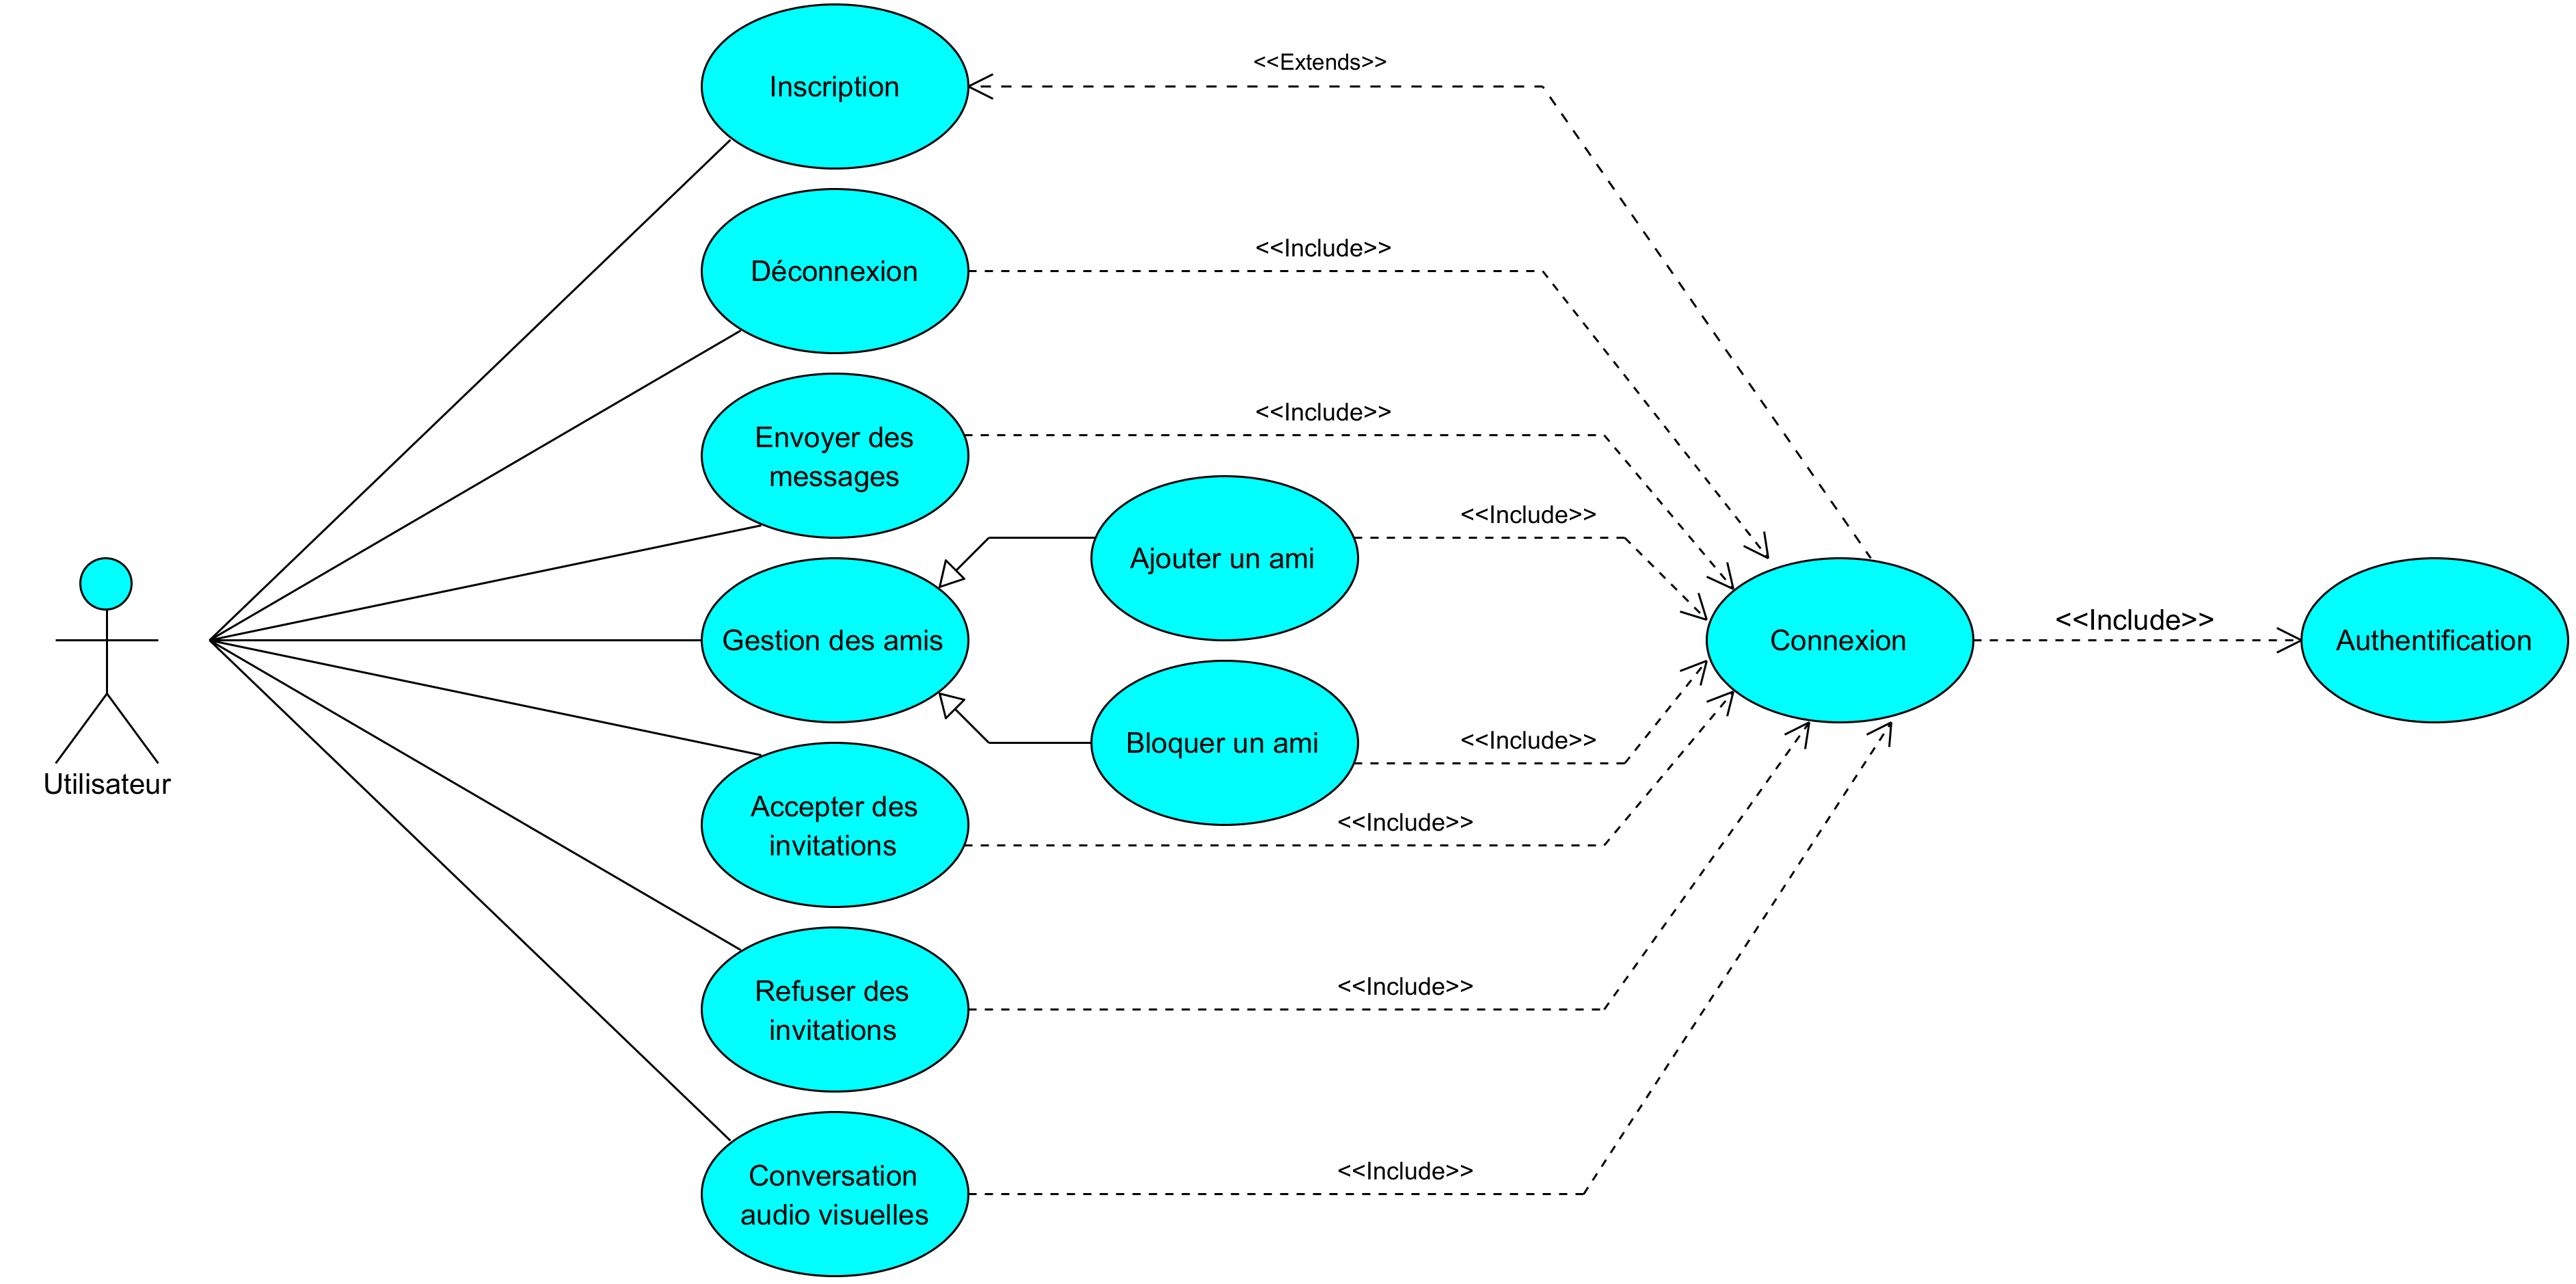 Inscription
<<Extends>>
Déconnexion
<<Include>>
Envoyer des
messages
<<Include>>
Ajouter un ami
<<Include>>
Utilisateur
Gestion des amis
Connexion
<<Include>>
Authentification
Bloquer un ami
<<Include>>
Accepter des
invitations
<<Include>>
Refuser des
invitations
<<Include>>
Conversation
audio visuelles
<<Include>>